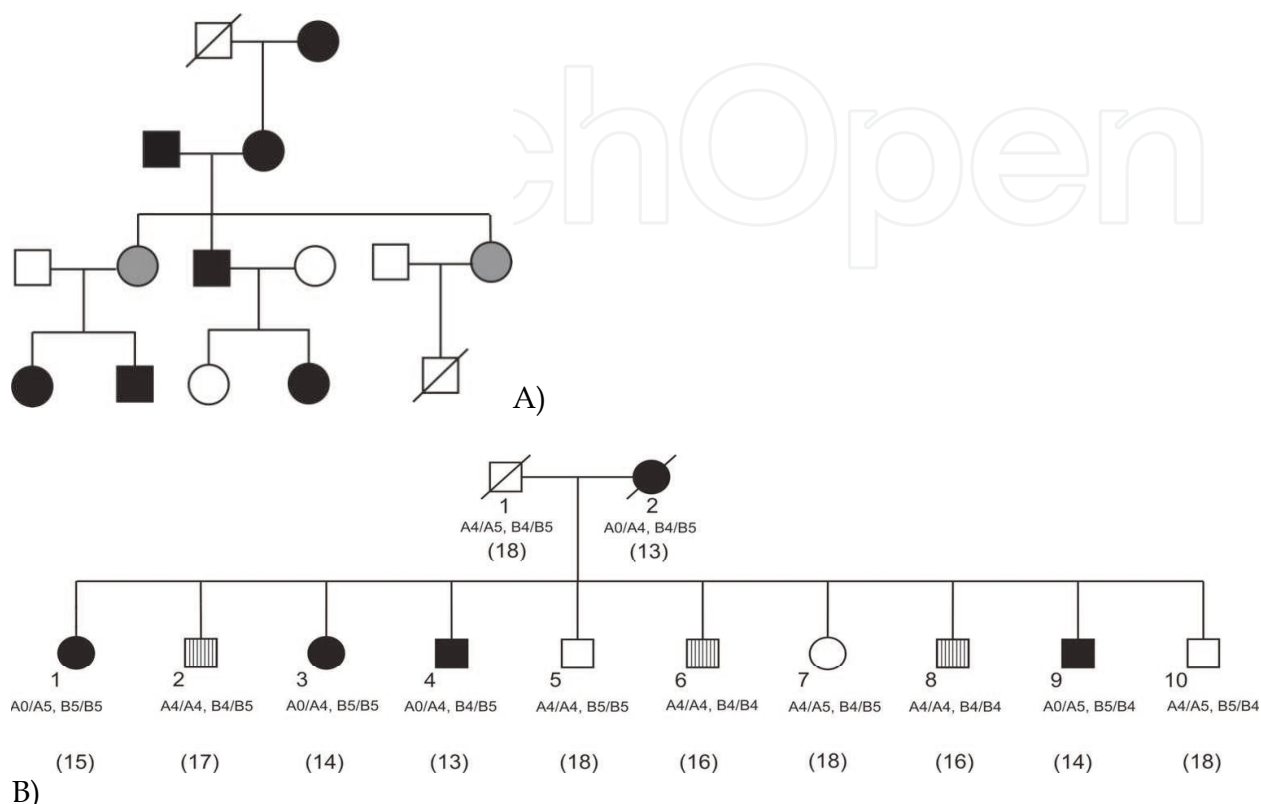 chOpen
A)
1 2
A4/A5, B4/B5 A0/A4, B4/B5
(18) (13)
1 2 3 4 5 6 7 8 9 10
A0/A5, B5/B5 A4/A4, B4/B5 A0/A4, B5/B5 A0/A4, B4/B5 A4/A4, B5/B5 A4/A4, B4/B4 A4/A5, B4/B5 A4/A4, B4/B4 A0/A5, B5/B4 A4/A5, B5/B4
(15) (17) (14) (13) (18) (16) (18) (16) (14) (18)
B)